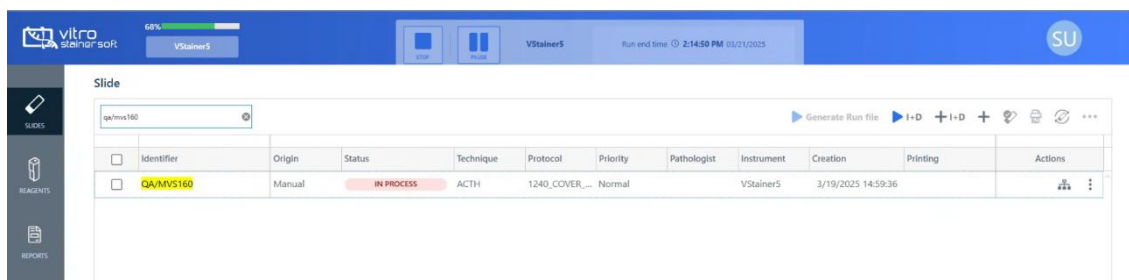 vitro
stainersoft
68%
VStainer5
STOP
PAUSE
VStainer5
Run end time 2:14:50 PM 03/21/2025
SU
Slide
SLIDES
qa/mvs160
Generate Run file I+D +I+D +
Identifier Origin Status Technique Protocol Priority Pathologist Instrument Creation Printing Actions
QA/MVS160 Manual IN PROCESS ACTH 1240_COVER_... Normal VStainer5 3/19/2025 14:59:36
REAGENTS
REPORTS